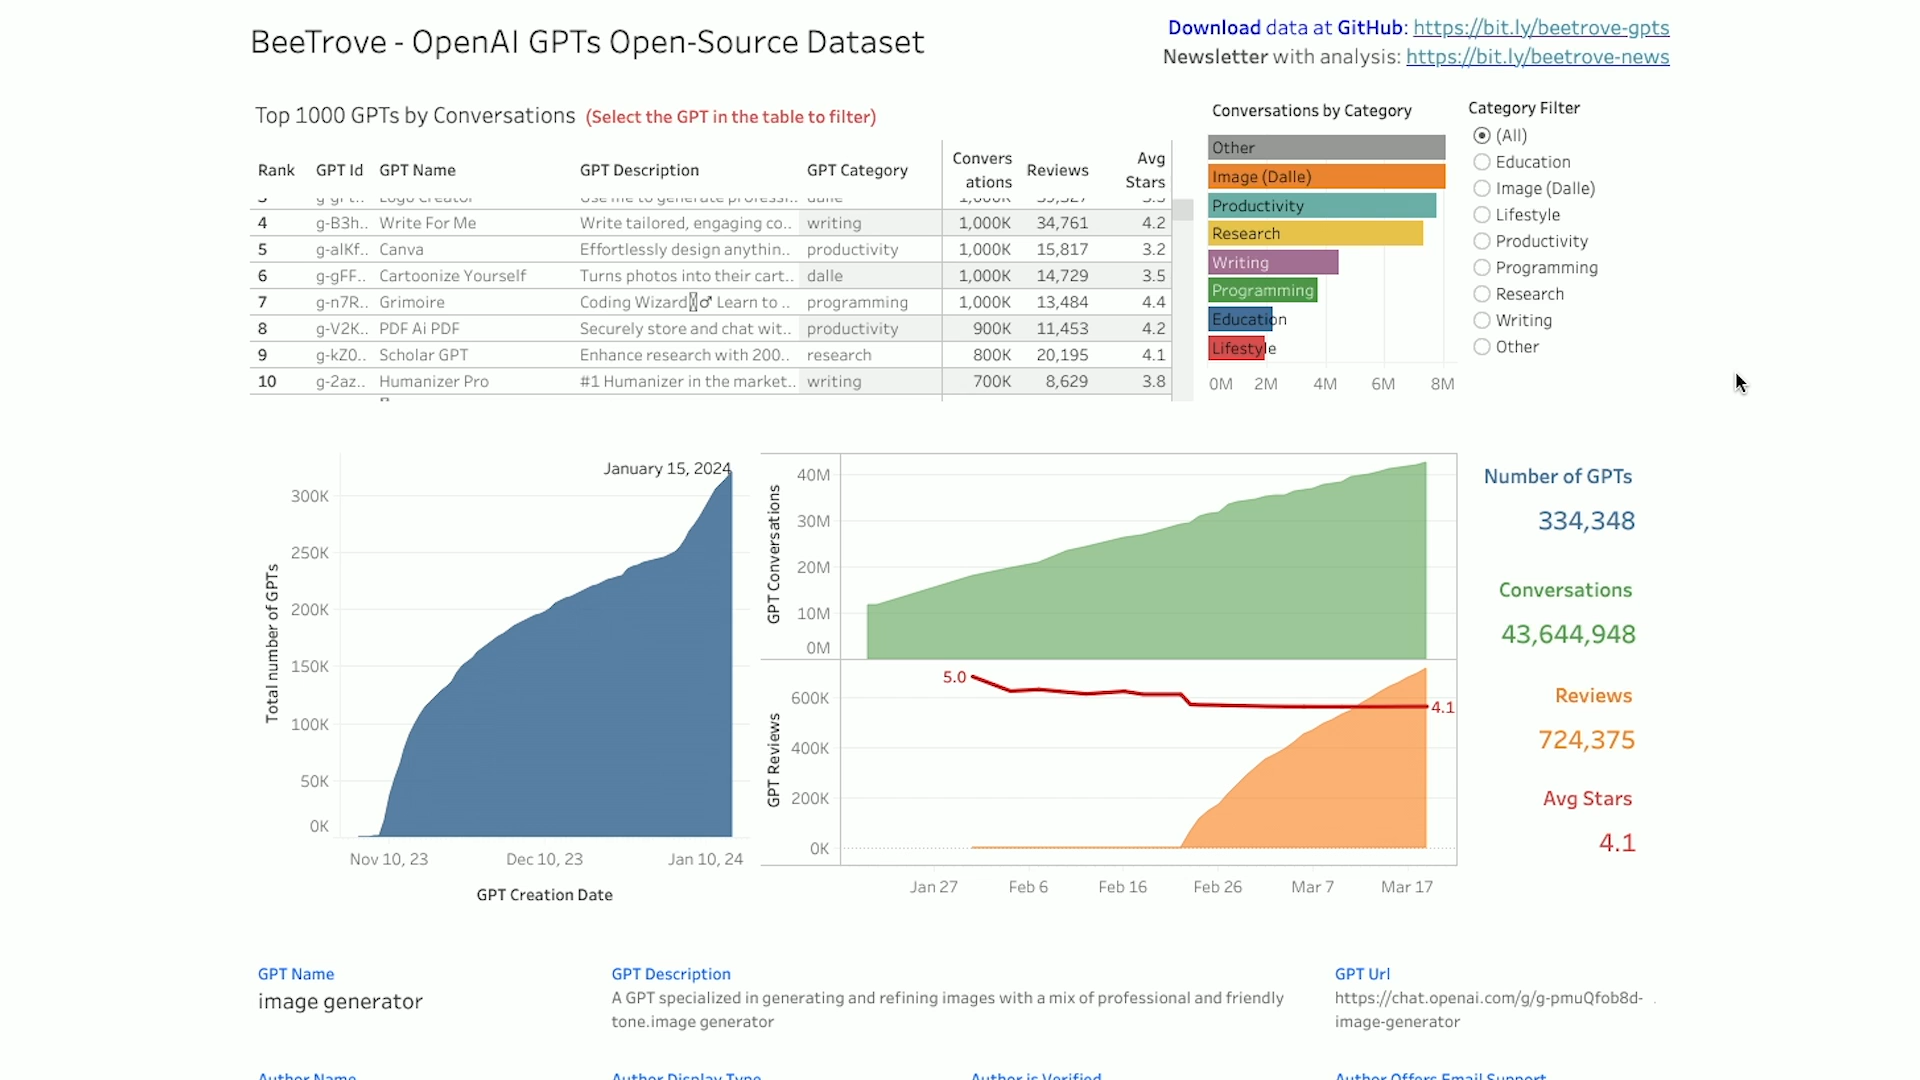 BeeTrove - OpenAI GPTs Open-Source Dataset
Download data at GitHub: https://bit.ly/beetrove-gpts
Newsletter with analysis: https://bit.ly/beetrove-news
Top 1000 GPTs by Conversations (Select the GPT in the table to filter)
Rank GPT Id GPT Name GPT Description GPT Category Conversations Reviews Avg Stars
4 g-B3h.. Write For Me Write tailored, engaging co.. writing 1,000K 34,761 4.2
5 g-alKf.. Canva Effortlessly design anythin.. productivity 1,000K 15,817 3.2
6 g-gFF.. Cartoonize Yourself Turns photos into their cart.. dalle 1,000K 14,729 3.5
7 g-n7R.. Grimoire Coding Wizard♂ Learn to .. programming 1,000K 13,484 4.4
8 g-V2K.. PDF Ai PDF Securely store and chat wit.. productivity 900K 11,453 4.2
9 g-kZ0.. Scholar GPT Enhance research with 200.. research 800K 20,195 4.1
10 g-2az.. Humanizer Pro #1 Humanizer in the market.. writing 700K 8,629 3.8
Conversations by Category
Other
Image (Dalle)
Productivity
Research
Writing
Programming
Education
Lifestyle
0M 2M 4M 6M 8M
Category Filter
(All)
Education
Image (Dalle)
Lifestyle
Productivity
Programming
Research
Writing
Other
January 15, 2024
Total number of GPTs
300K
250K
200K
150K
100K
50K
0K
Nov 10, 23 Dec 10, 23 Jan 10, 24
GPT Creation Date
GPT Conversations
40M
30M
20M
10M
0M
GPT Reviews
5.0
4.1
600K
400K
200K
0K
Jan 27 Feb 6 Feb 16 Feb 26 Mar 7 Mar 17
Number of GPTs
334,348
Conversations
43,644,948
Reviews
724,375
Avg Stars
4.1
GPT Name
image generator
GPT Description
A GPT specialized in generating and refining images with a mix of professional and friendly
tone.image generator
GPT Url
https://chat.openai.com/g/g-pmuQfob8d-
image-generator
Author Name Author Display Type Author is Verified Author Offers Email Support